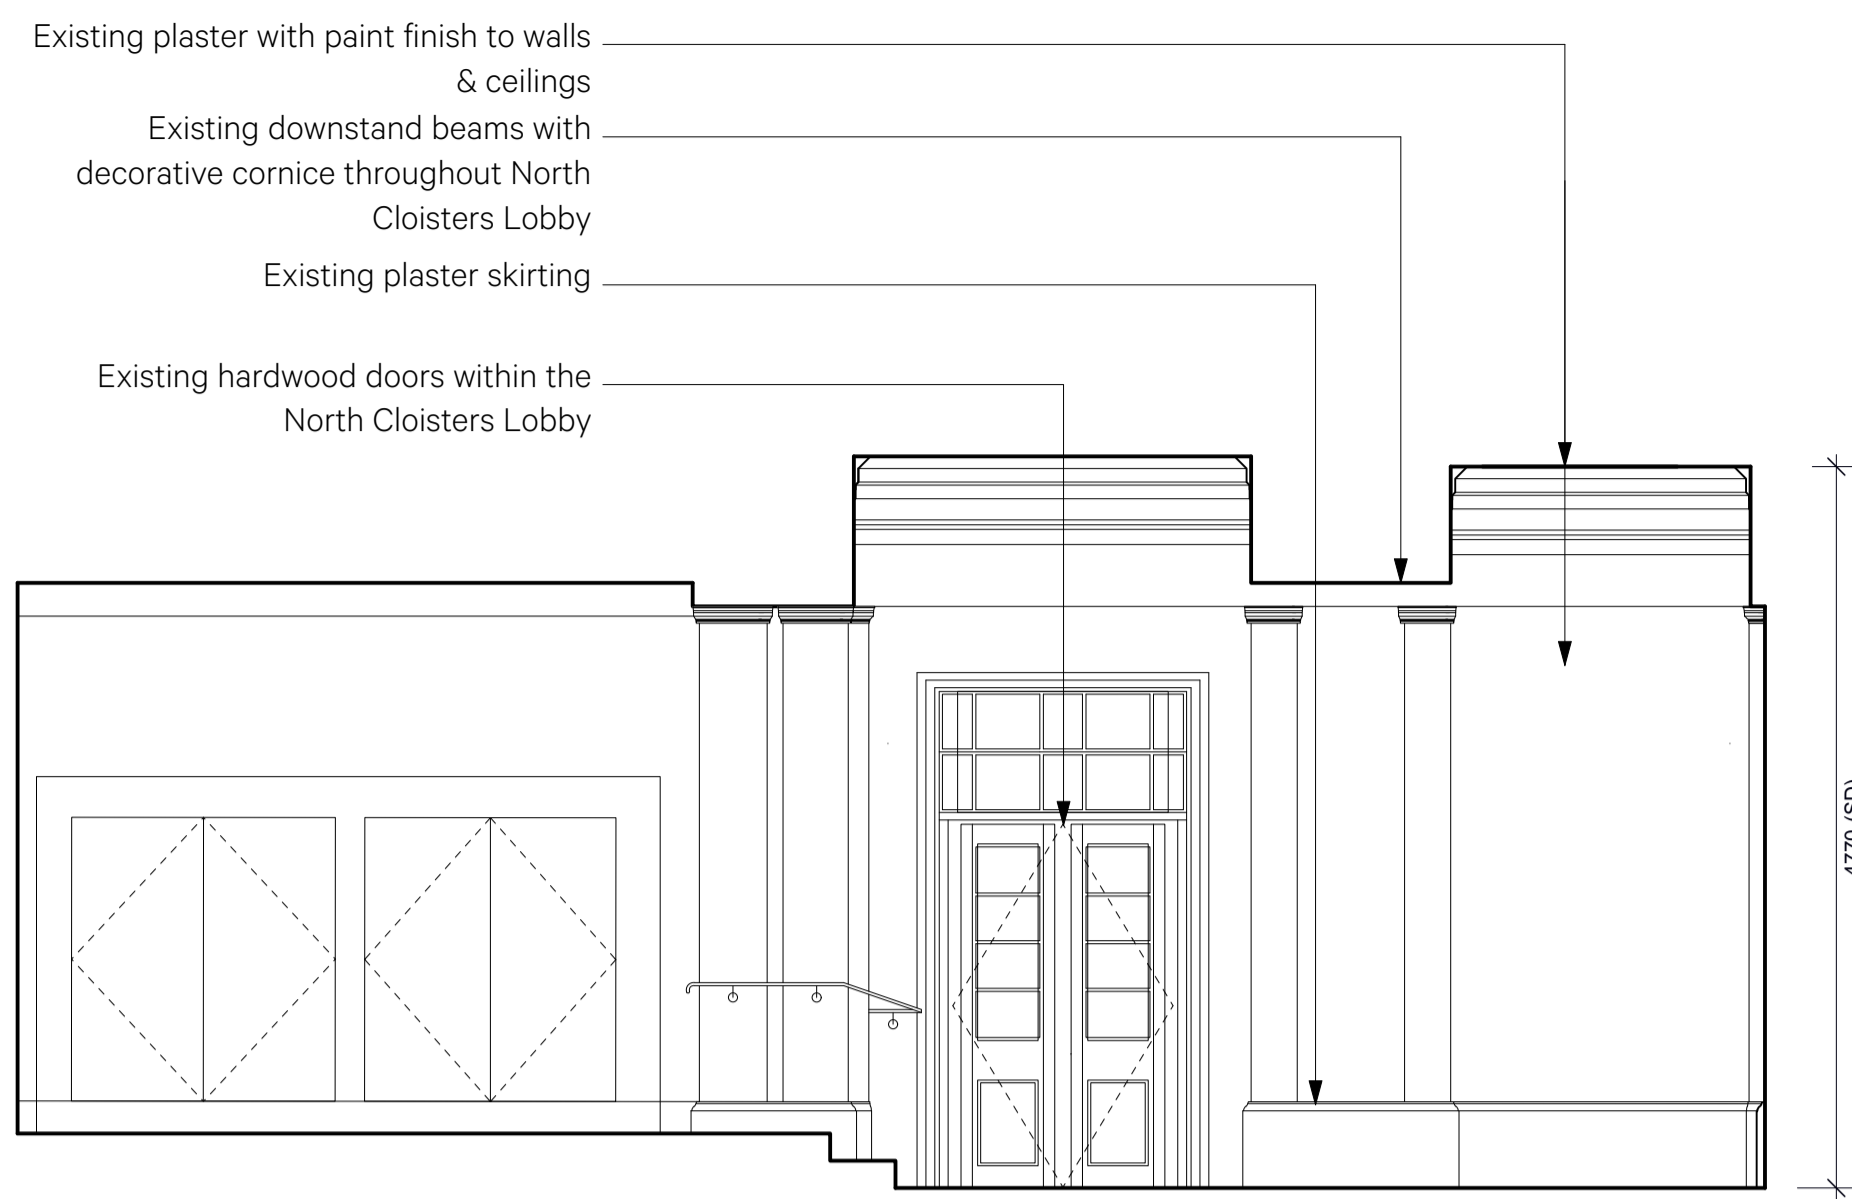 Existing plaster with paint finish to walls
& ceilings
Existing downstand beams with
decorative cornice throughout North
Cloisters Lobby
Existing plaster skirting
Existing hardwood doors within the
North Cloisters Lobby